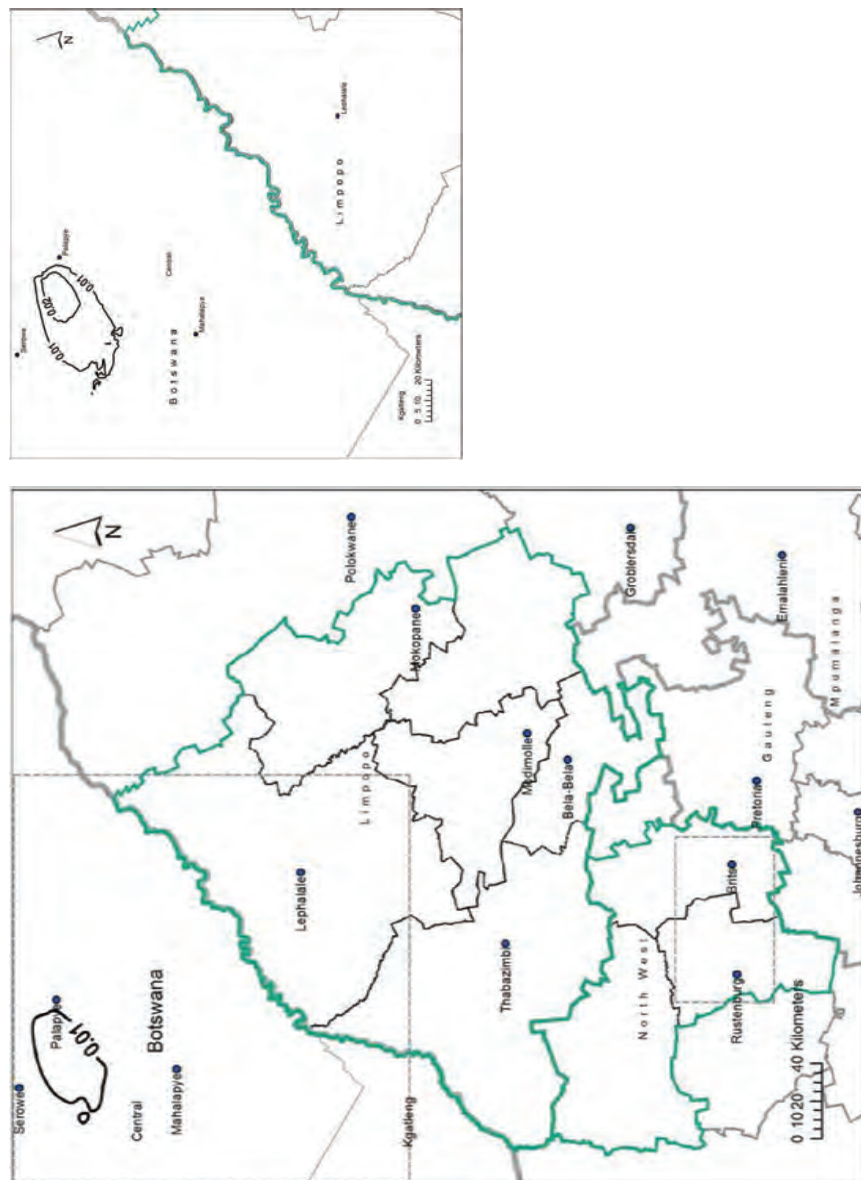 N
Serowe
Palapye
0.01
0.02
0.01
Central
Mahalapye
Botswana
Lephalale
Limpopo
Kgatleng
0 5 10 20 Kilometers
N
Serowe
Palapye
0.01
Botswana
Central
Mahalapye
Kgatleng
Lephalale
Limpopo
Polokwane
Mokopane
Modimolle
Bela-Bela
Thabazimbi
Groblersdal
North West
Rustenburg
Brits
Pretoria
Gauteng
Emalahleni
Mpumalanga
Johannesburg
0 10 20 40 Kilometers